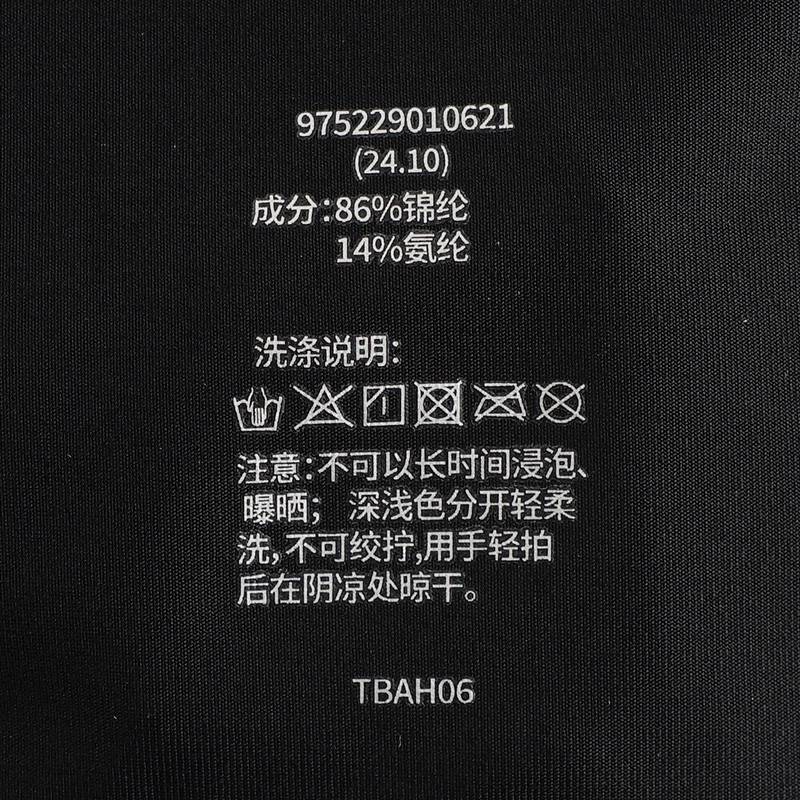 975229010621
(24.10)
成分:86%锦纶
14%氨纶
洗涤说明:
注意:不可以长时间浸泡、
曝晒; 深浅色分开轻柔
洗,不可绞拧,用手轻拍
后在阴凉处晾干。
TBAH06